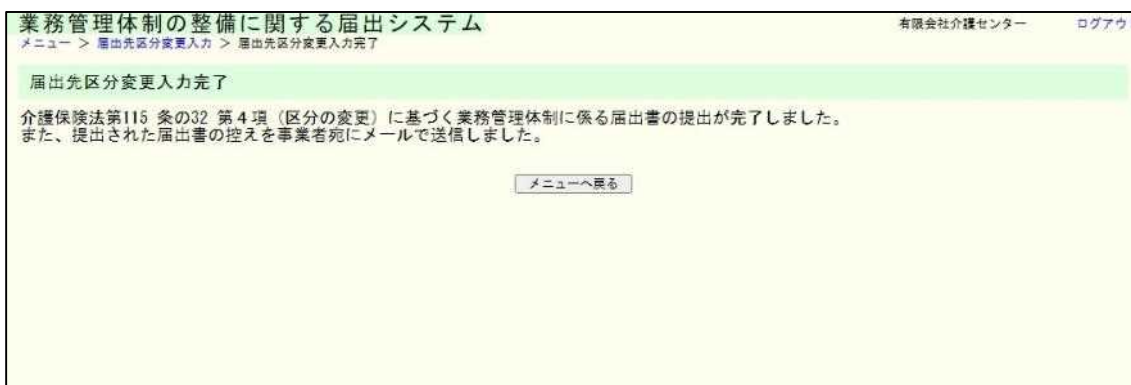 業務管理体制の整備に関する届出システム
有限会社介護センター ログアウ
メニュー > 届出先区分変更入力 > 届出先区分変更入力完了
届出先区分変更入力完了
介護保険法第115 条の32 第４項（区分の変更）に基づく業務管理体制に係る届出書の提出が完了しました。
また、提出された届出書の控えを事業者宛にメールで送信しました。
メニューへ戻る